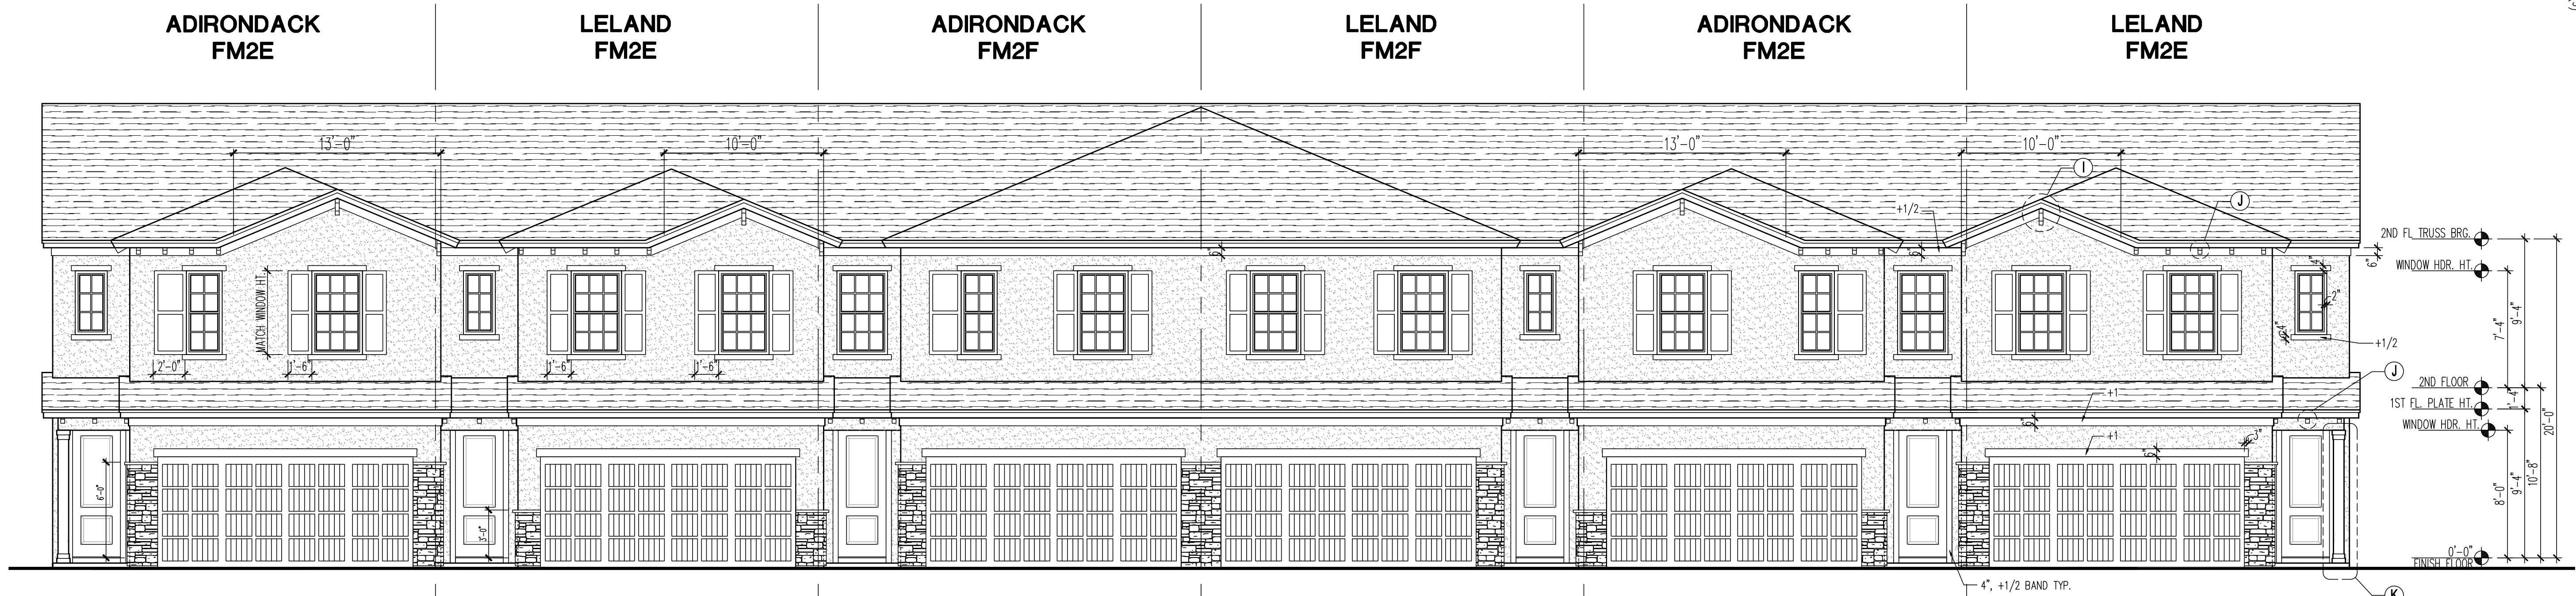 ADIRONDACK
FM2E
LELAND
FM2E
ADIRONDACK
FM2F
LELAND
FM2F
ADIRONDACK
FM2E
LELAND
FM2E
13'-0"
10'-0"
13'-0"
10'-0"
I
J
+1/2
6"
6"
2ND FL TRUSS BRG.
6"
WINDOW HDR. HT.
4"
2"
4"
+1/2
MATCH WINDOW HT.
2'-0"
1'-6"
1'-6"
1'-6"
7'-4"
9'-4"
J
2ND FLOOR
1'-4"
1ST FL. PLATE HT.
+1
6"
WINDOW HDR. HT.
20'-0"
+1
6"
3"
6'-0"
3'-0"
8'-0"
9'-4"
10'-8"
0'-0"
FINISH FLOOR
4", +1/2 BAND TYP.
K